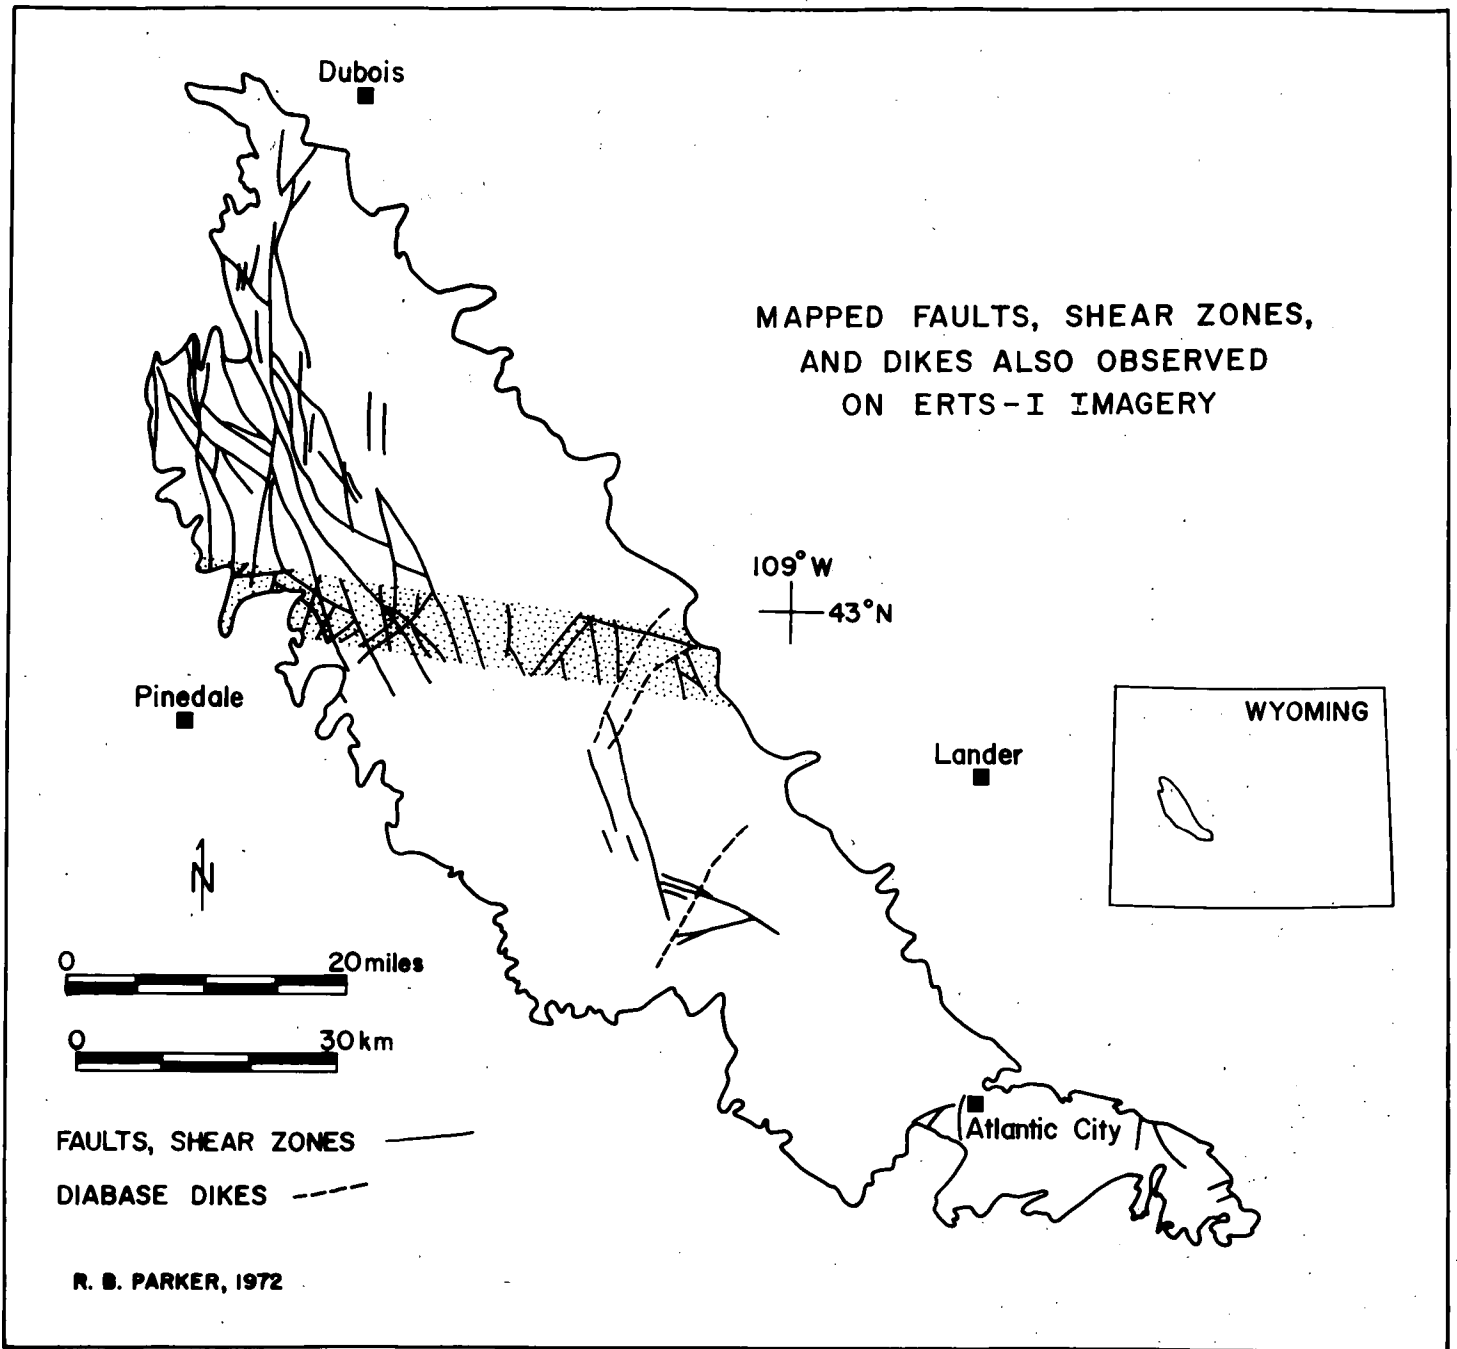 Dubois
MAPPED FAULTS, SHEAR ZONES,
AND DIKES ALSO OBSERVED
ON ERTS-I IMAGERY
109°W
43°N
Pinedale
WYOMING
Lander
N
0 20 miles
0 30 km
Atlantic City
FAULTS, SHEAR ZONES
DIABASE DIKES
R. B. PARKER, 1972